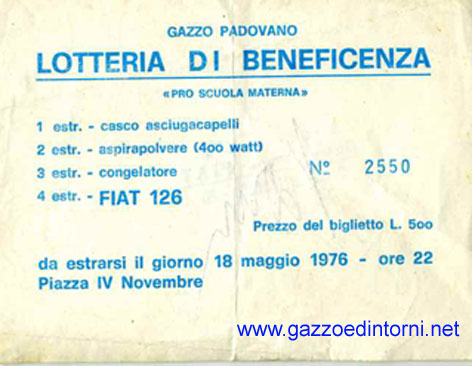 GAZZO PADOVANO
LOTTERIA DI BENEFICENZA
«PRO SCUOLA MATERNA»
1 estr. - casco asciugacapelli
2 estr. - aspirapolvere (400 watt)
3 estr. - congelatore
Nº 2550
4 estr. - FIAT 126
Prezzo del biglietto L. 500
da estrarsi il giorno 18 maggio 1976 - ore 22
Piazza IV Novembre
www.gazzoedintorni.net